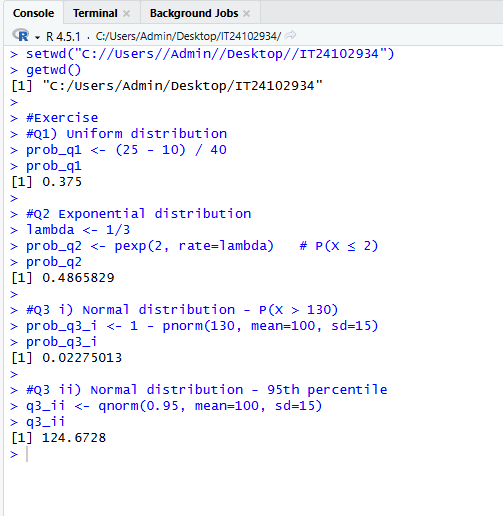 Console Terminal × Background Jobs ×
R R 4.5.1 · C:/Users/Admin/Desktop/IT24102934/
> setwd("C://Users//Admin//Desktop//IT24102934")
> getwd()
[1] "C:/Users/Admin/Desktop/IT24102934"
>
> #Exercise
> #Q1) Uniform distribution
> prob_q1 <- (25 - 10) / 40
> prob_q1
[1] 0.375
>
> #Q2 Exponential distribution
> lambda <- 1/3
> prob_q2 <- pexp(2, rate=lambda)   # P(X ≤ 2)
> prob_q2
[1] 0.4865829
>
> #Q3 i) Normal distribution - P(X > 130)
> prob_q3_i <- 1 - pnorm(130, mean=100, sd=15)
> prob_q3_i
[1] 0.02275013
>
> #Q3 ii) Normal distribution - 95th percentile
> q3_ii <- qnorm(0.95, mean=100, sd=15)
> q3_ii
[1] 124.6728
>